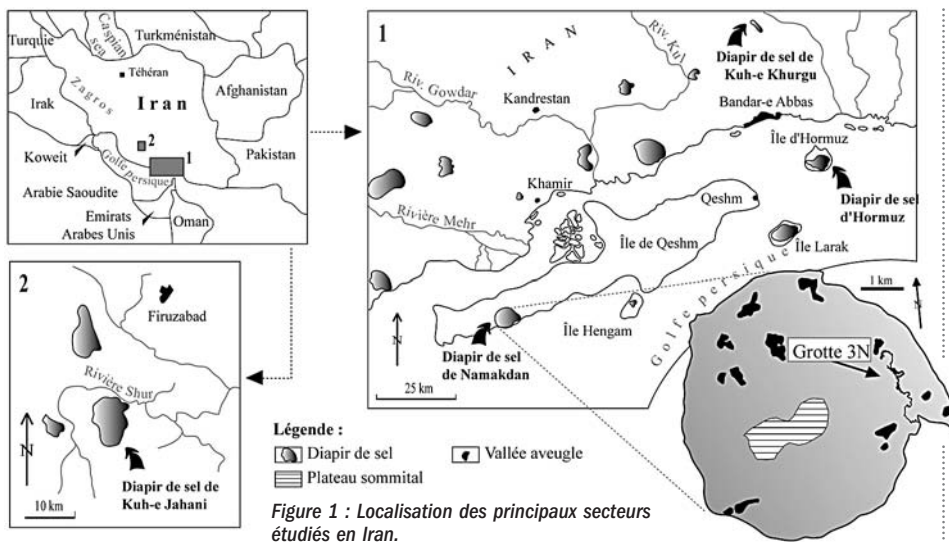 Turquie
Caspian sea
Turkménistan
Téhéran
Zagros
Iran
Afghanistan
Irak
2
1
Koweit
Golfe persique
Pakistan
Arabie Saoudite
Emirats
Arabes Unis
Oman
1
IRAN
Riv. Kul
Diapir de sel
de Kuh-e Khurgu
Riv. Gowdar
Kandrestan
Bandar-e Abbas
Île d'Hormuz
Khamir
Qeshm
Diapir de sel
d'Hormuz
Rivière Mehr
Île de Qeshm
Île Larak
Golfe persique
Île Hengam
N
Diapir de sel
de Namakdan
25 km
1 km
N
Grotte 3N
2
Firuzabad
Rivière Shur
N
Diapir de sel de
Kuh-e Jahani
10 km
Légende :
Diapir de sel
Vallée aveugle
Plateau sommital
Figure 1 : Localisation des principaux secteurs
étudiés en Iran.